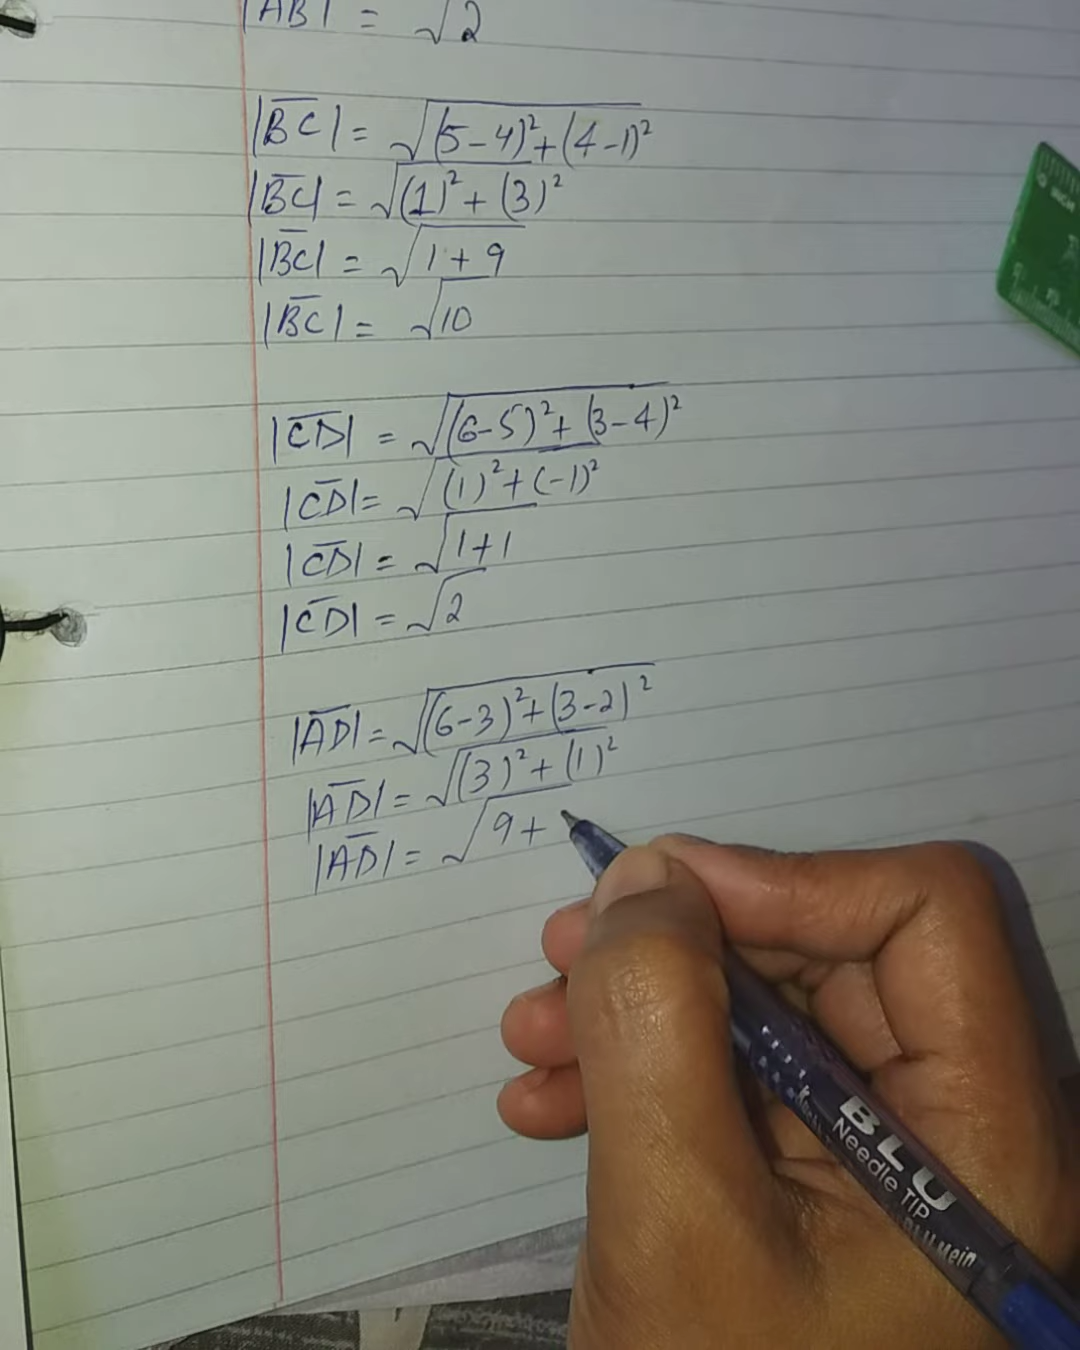 |AB| = √2
|BC| = √(5-4)²+(4-1)²
|BC| = √(1)²+(3)²
|BC| = √1+9
|BC| = √10
|CD| = √(6-5)²+(3-4)²
|CD| = √(1)²+(-1)²
|CD| = √1+1
|CD| = √2
|AD| = √(6-3)²+(3-2)²
|AD| = √(3)²+(1)²
|AD| = √9+
BLU
Needle TIP